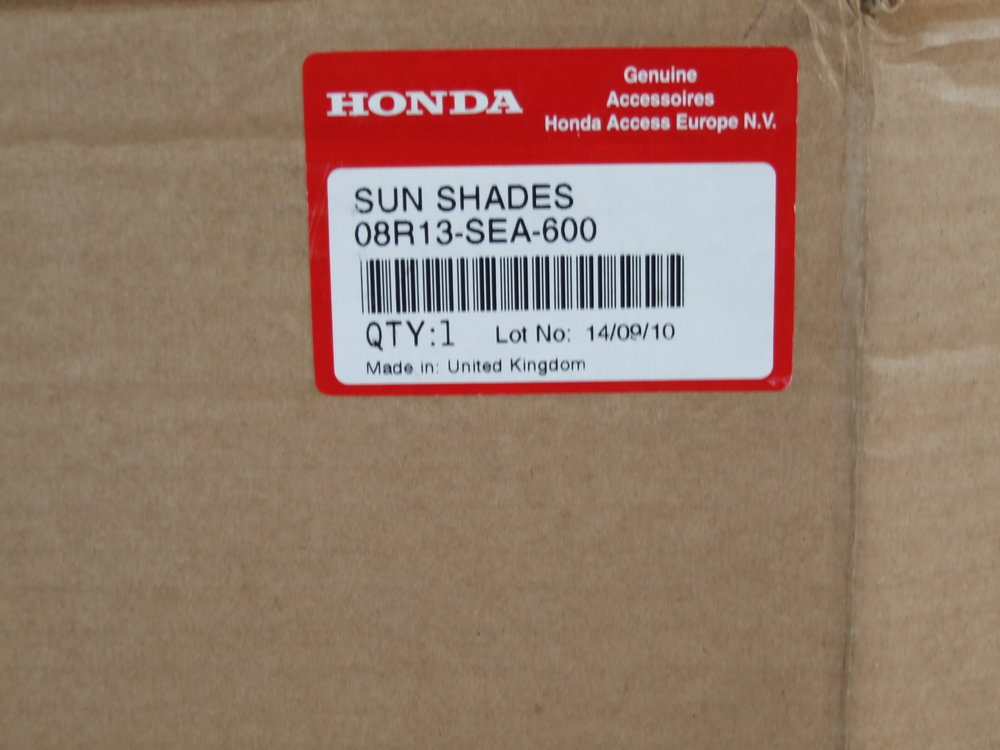 HONDA
Genuine
Accessoires
Honda Access Europe N.V.
SUN SHADES
08R13-SEA-600
QTY:1 Lot No: 14/09/10
Made in: United Kingdom